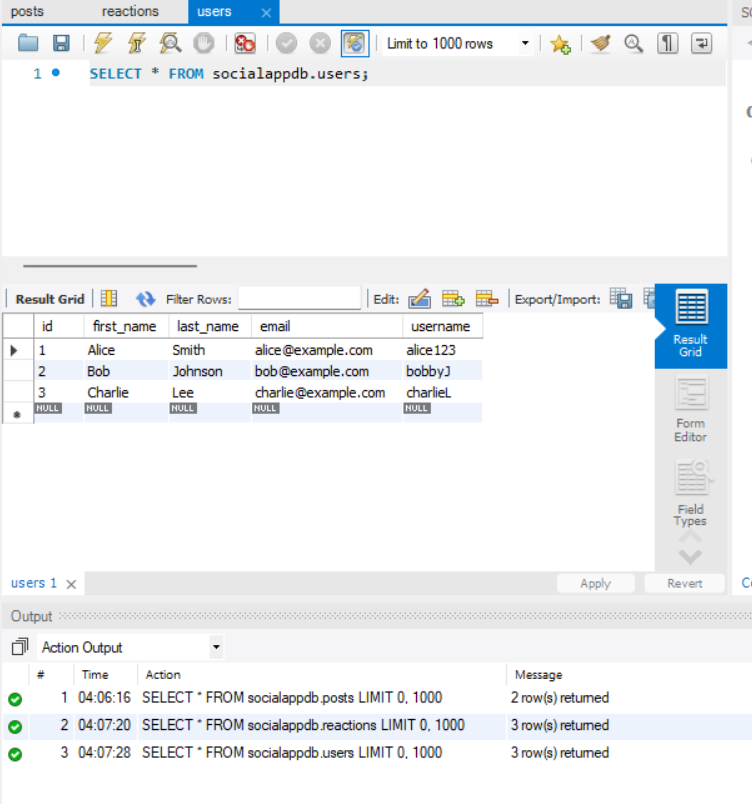 posts reactions users
Limit to 1000 rows
1 SELECT * FROM socialappdb.users;
Result Grid Filter Rows: Edit: Export/Import:
id first_name last_name email username
1 Alice Smith alice@example.com alice123
2 Bob Johnson bob@example.com bobbyJ
3 Charlie Lee charlie@example.com charlieL
NULL NULL NULL NULL NULL
Result
Grid
Form
Editor
Field
Types
users 1 Apply Revert
Output
Action Output
# Time Action Message
1 04:06:16 SELECT * FROM socialappdb.posts LIMIT 0, 1000 2 row(s) returned
2 04:07:20 SELECT * FROM socialappdb.reactions LIMIT 0, 1000 3 row(s) returned
3 04:07:28 SELECT * FROM socialappdb.users LIMIT 0, 1000 3 row(s) returned